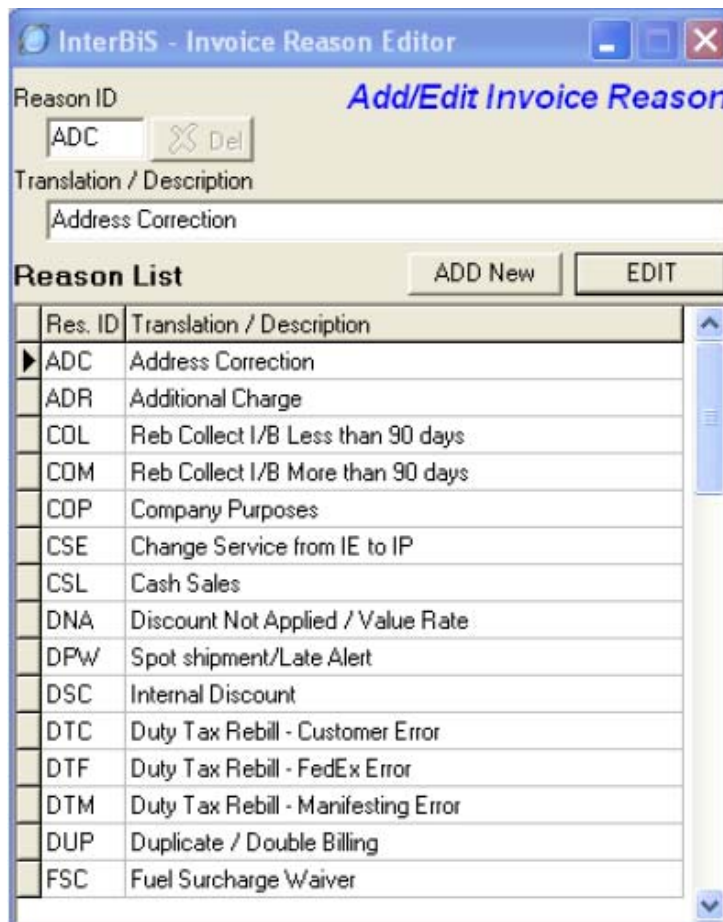 InterBiS - Invoice Reason Editor
Reason ID
Add/Edit Invoice Reason
ADC
Del
Translation / Description
Address Correction
Reason List
ADD New
EDIT
Res. ID Translation / Description
ADC Address Correction
ADR Additional Charge
COL Reb Collect I/B Less than 90 days
COM Reb Collect I/B More than 90 days
COP Company Purposes
CSE Change Service from IE to IP
CSL Cash Sales
DNA Discount Not Applied / Value Rate
DPW Spot shipment/Late Alert
DSC Internal Discount
DTC Duty Tax Rebill - Customer Error
DTF Duty Tax Rebill - FedEx Error
DTM Duty Tax Rebill - Manifesting Error
DUP Duplicate / Double Billing
FSC Fuel Surcharge Waiver